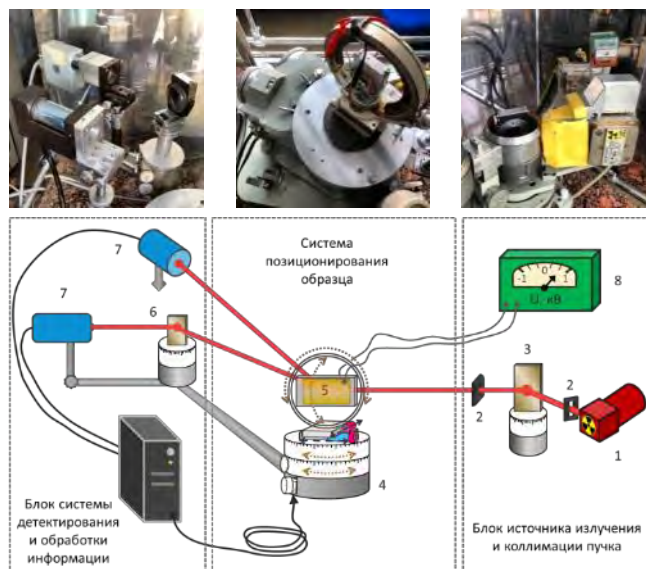 Система
позиционирования
образца
7
7
6
5
4
8
-1
0
1
U, кВ
3
2
2
1
Блок системы
детектирования
и обработки
информации
Блок источника излучения
и коллимации пучка